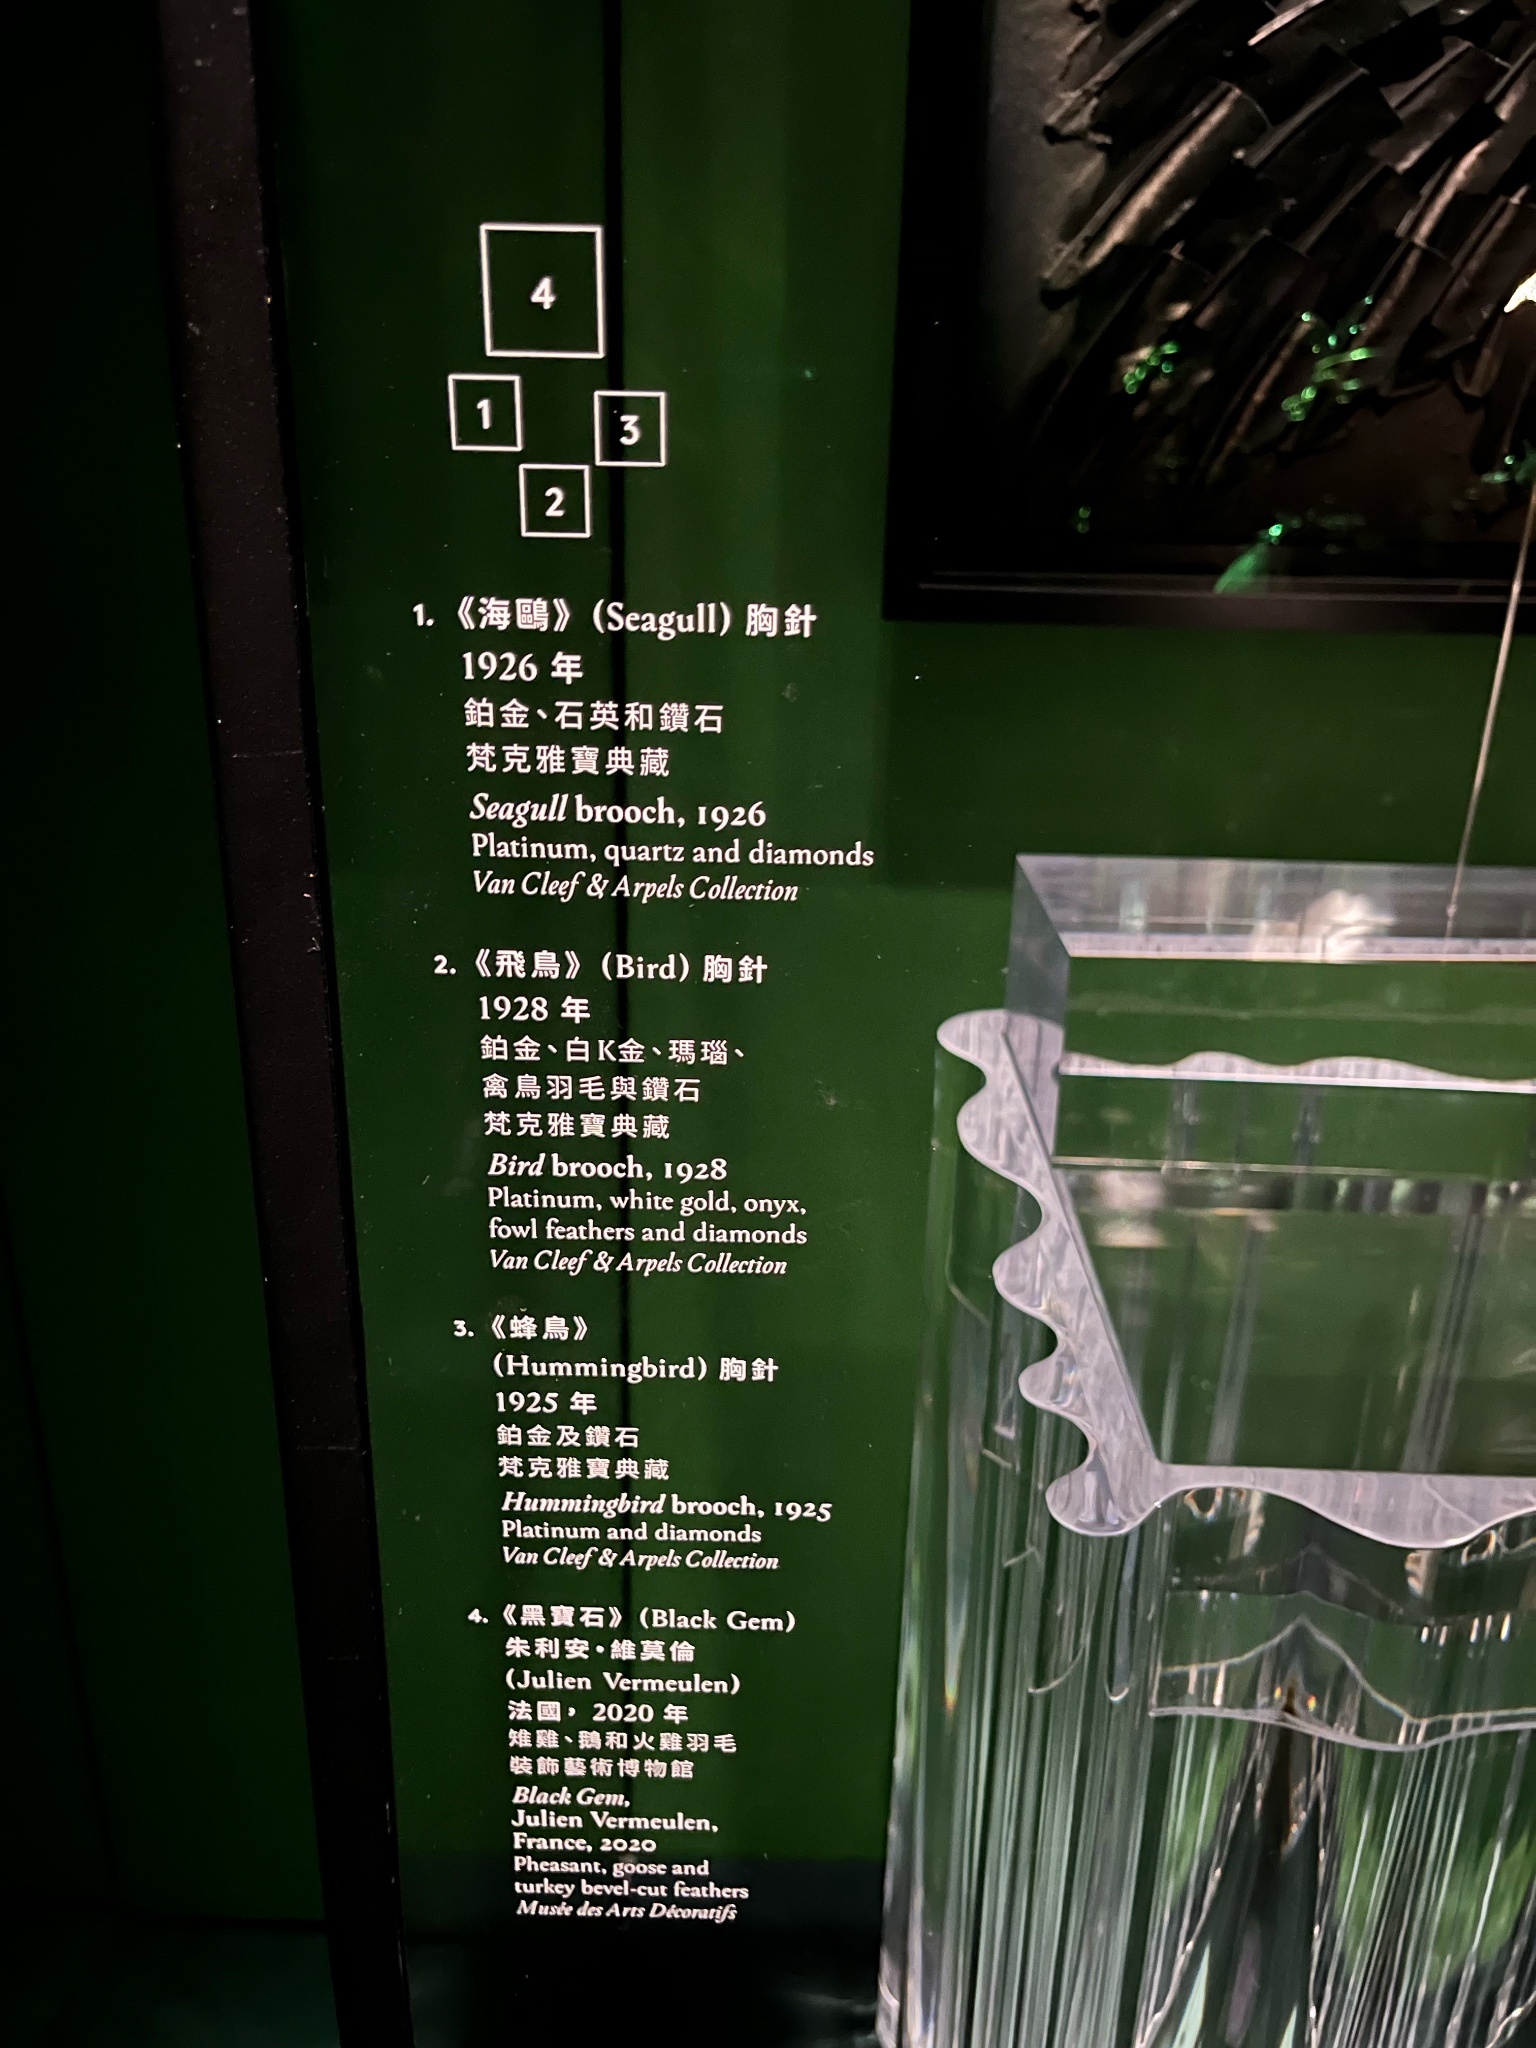 4
1
3
2
1.《海鷗》(Seagull) 胸針
1926 年
鉑金、石英和鑽石
梵克雅寶典藏
Seagull brooch, 1926
Platinum, quartz and diamonds
Van Cleef & Arpels Collection
2.《飛鳥》(Bird) 胸針
1928 年
鉑金、白K金、瑪瑙、
禽鳥羽毛與鑽石
梵克雅寶典藏
Bird brooch, 1928
Platinum, white gold, onyx,
fowl feathers and diamonds
Van Cleef & Arpels Collection
3.《蜂鳥》
(Hummingbird) 胸針
1925 年
鉑金及鑽石
梵克雅寶典藏
Hummingbird brooch, 1925
Platinum and diamonds
Van Cleef & Arpels Collection
4.《黑寶石》(Black Gem)
朱利安·維莫倫
(Julien Vermeulen)
法國，2020 年
雉雞、鵝和火雞羽毛
裝飾藝術博物館
Black Gem,
Julien Vermeulen,
France, 2020
Pheasant, goose and
turkey bevel-cut feathers
Musée des Arts Décoratifs